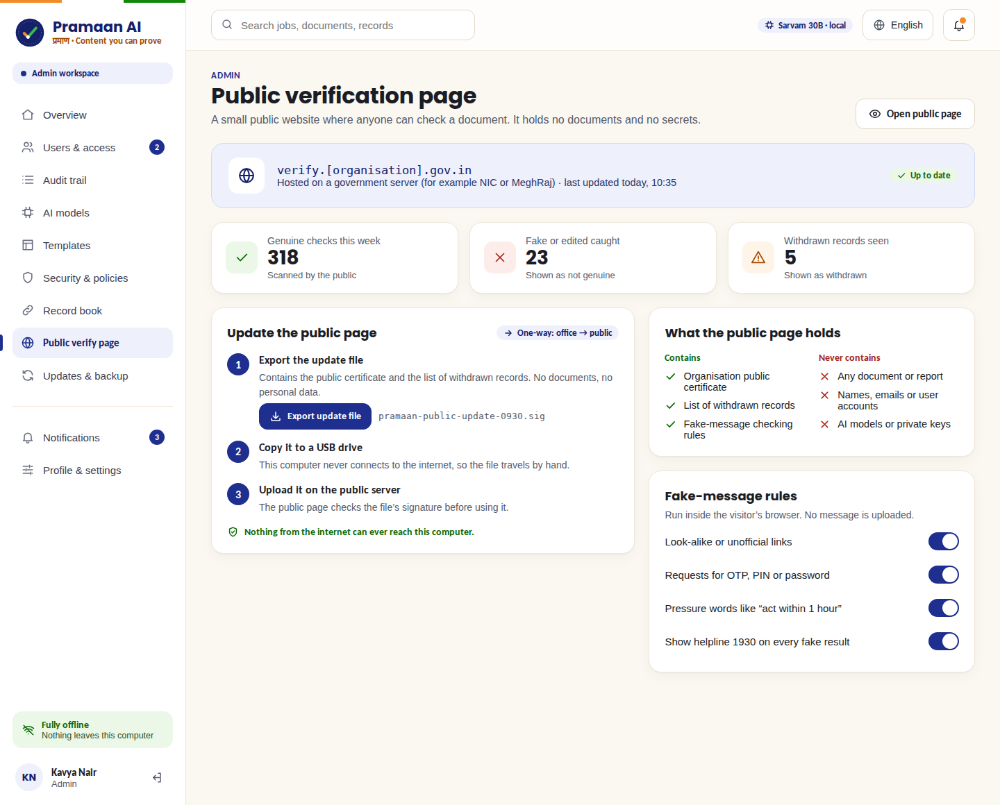 Pramaan AI
प्रमाण · Content you can prove
Admin workspace
Overview
Users & access 2
Audit trail
AI models
Templates
Security & policies
Record book
Public verify page
Updates & backup
Notifications 3
Profile & settings
Fully offline
Nothing leaves this computer
KN
Kavya Nair
Admin
Search jobs, documents, records
Sarvam 30B · local
English
ADMIN
Public verification page
A small public website where anyone can check a document. It holds no documents and no secrets.
Open public page
verify.[organisation].gov.in
Hosted on a government server (for example NIC or MeghRaj) · last updated today, 10:35
Up to date
Genuine checks this week
318
Scanned by the public
Fake or edited caught
23
Shown as not genuine
Withdrawn records seen
5
Shown as withdrawn
Update the public page
One-way: office → public
1
Export the update file
Contains the public certificate and the list of withdrawn records. No documents, no
personal data.
Export update file
pramaan-public-update-0930.sig
2
Copy it to a USB drive
This computer never connects to the internet, so the file travels by hand.
3
Upload it on the public server
The public page checks the file’s signature before using it.
Nothing from the internet can ever reach this computer.
What the public page holds
Contains
Organisation public
certificate
List of withdrawn records
Fake-message checking
rules
Never contains
Any document or report
Names, emails or user
accounts
AI models or private keys
Fake-message rules
Run inside the visitor’s browser. No message is uploaded.
Look-alike or unofficial links
Requests for OTP, PIN or password
Pressure words like “act within 1 hour”
Show helpline 1930 on every fake result